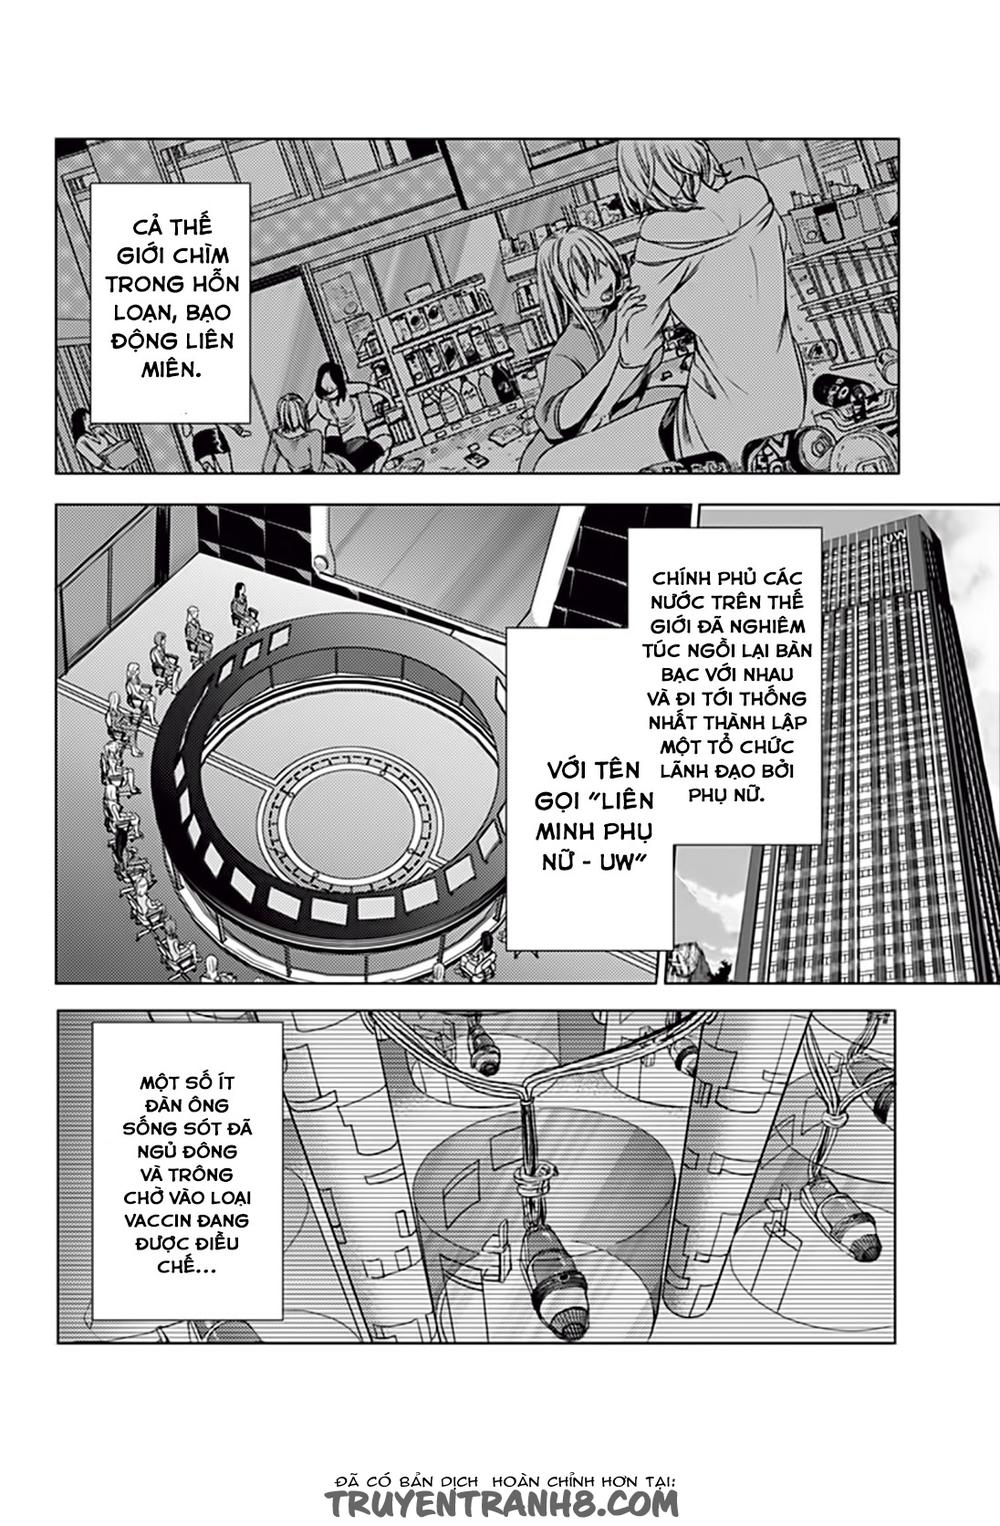 CẢ THẾ
GIỚI CHÌM
TRONG HỖN
LOẠN, BẠO
ĐỘNG LIÊN
MIÊN.
UW
CHÍNH PHỦ CÁC
NƯỚC TRÊN THẾ
GIỚI ĐÃ NGHIÊM
TÚC NGỒI LẠI BÀN
BẠC VỚI NHAU
VÀ ĐI TỚI THỐNG
NHẤT THÀNH LẬP
MỘT TỔ CHỨC
LÃNH ĐẠO BỞI
PHỤ NỮ.
VỚI TÊN
GỌI "LIÊN
MINH PHỤ
NỮ - UW"
MỘT SỐ ÍT
ĐÀN ÔNG
SỐNG SÓT ĐÃ
NGỦ ĐÔNG
VÀ TRÔNG
CHỜ VÀO LOẠI
VACCIN ĐANG
ĐƯỢC ĐIỀU
CHẾ...
ĐÃ CÓ BẢN DỊCH HOÀN CHỈNH HƠN TẠI:
TRUYENTRANH8.COM